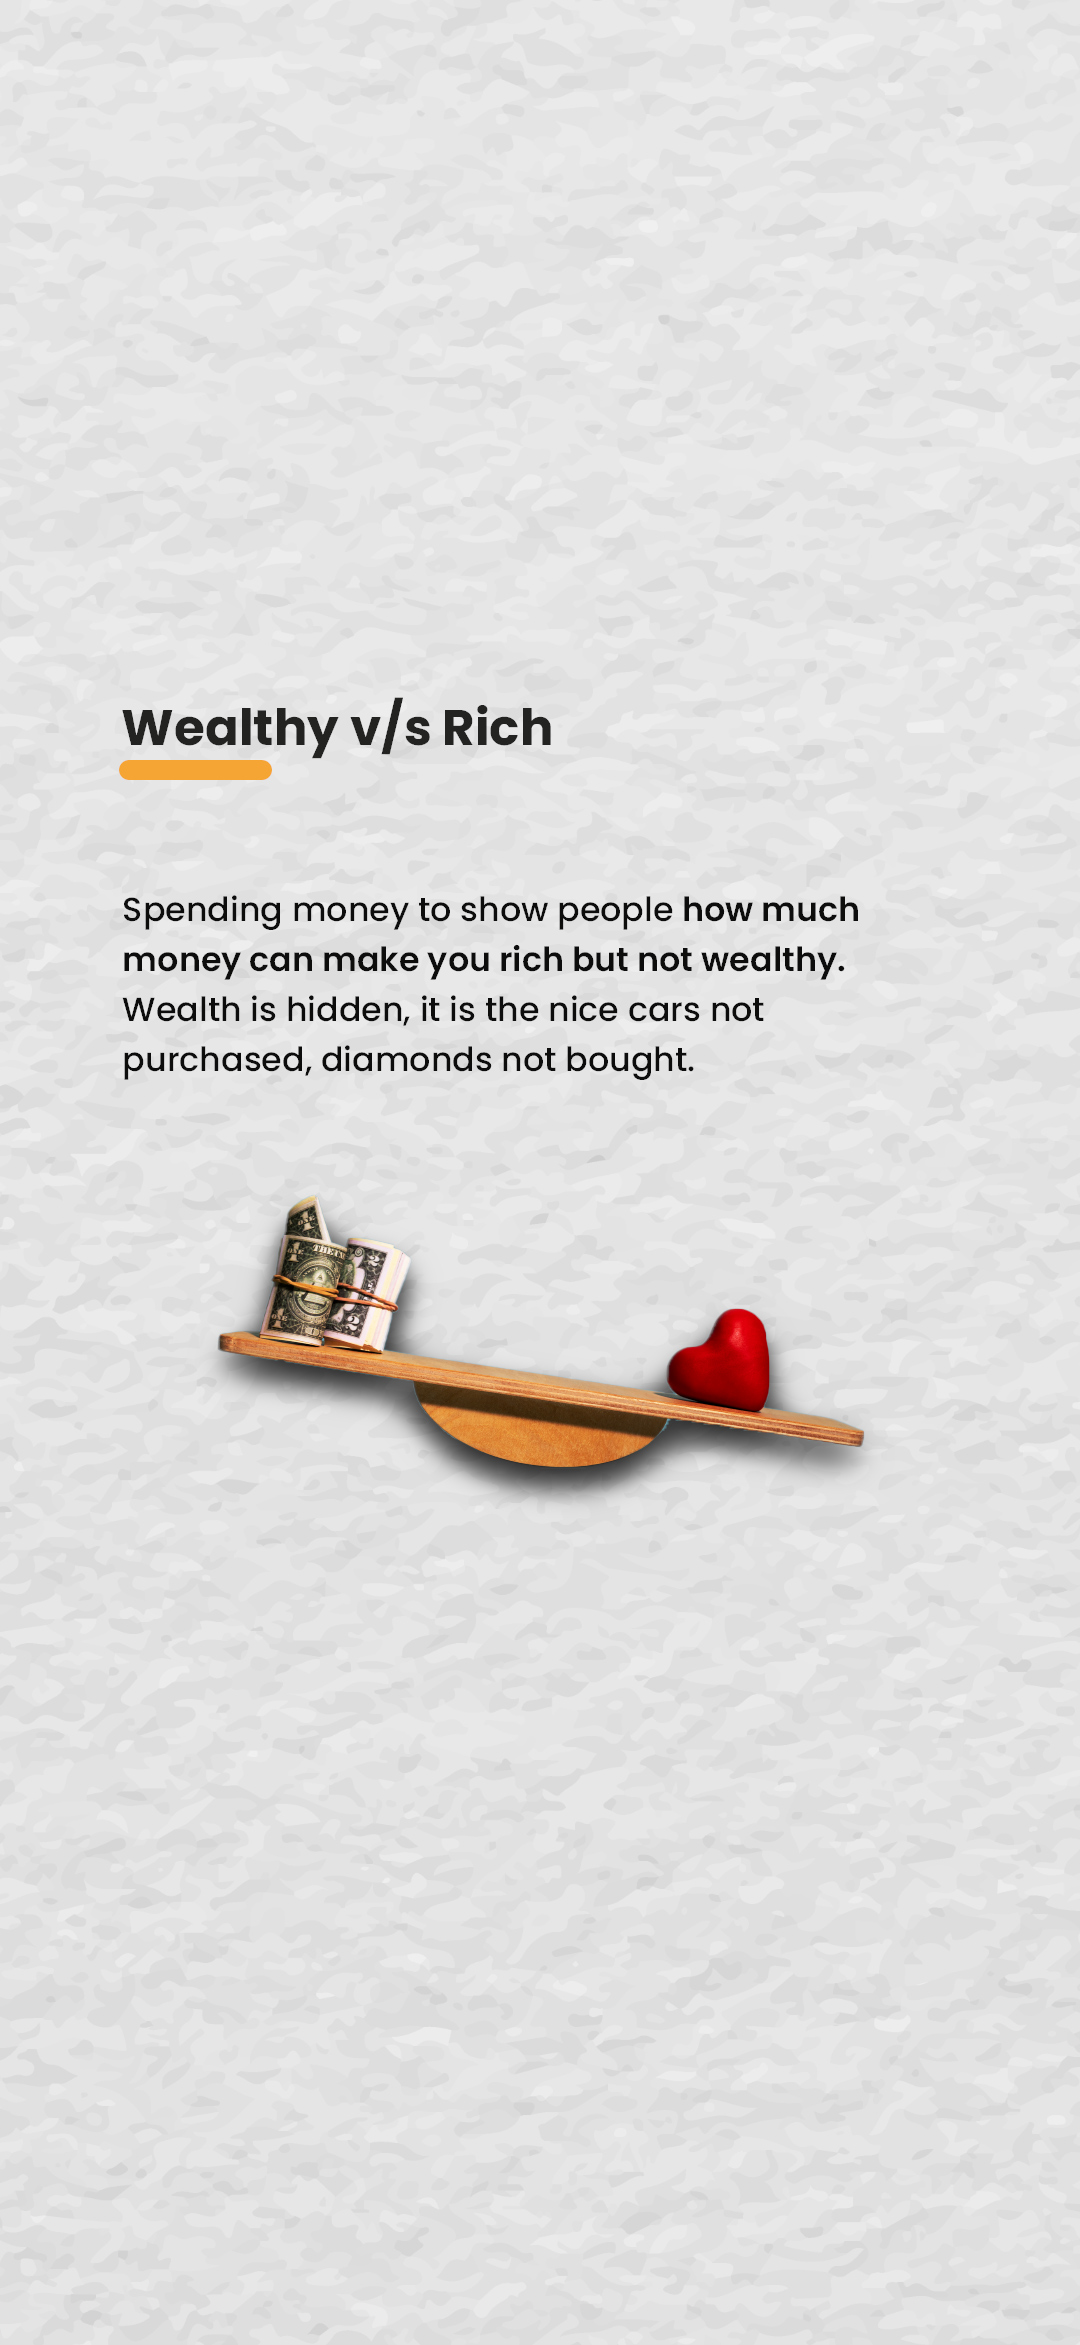 Wealthy v/s Rich
Spending money to show people how much
money can make you rich but not wealthy.
Wealth is hidden, it is the nice cars not
purchased, diamonds not bought.